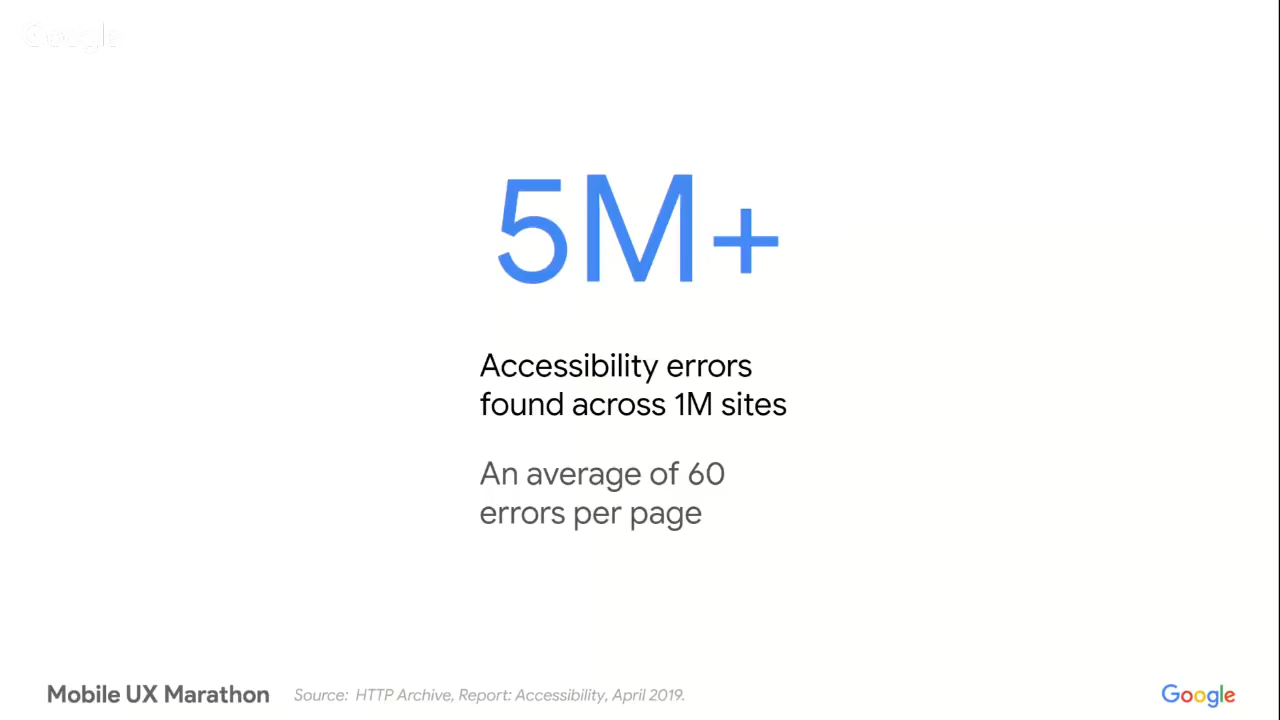 Google
5M+
Accessibility errors
found across 1M sites
An average of 60
errors per page
Mobile UX Marathon
Source: HTTP Archive, Report: Accessibility, April 2019.
Google